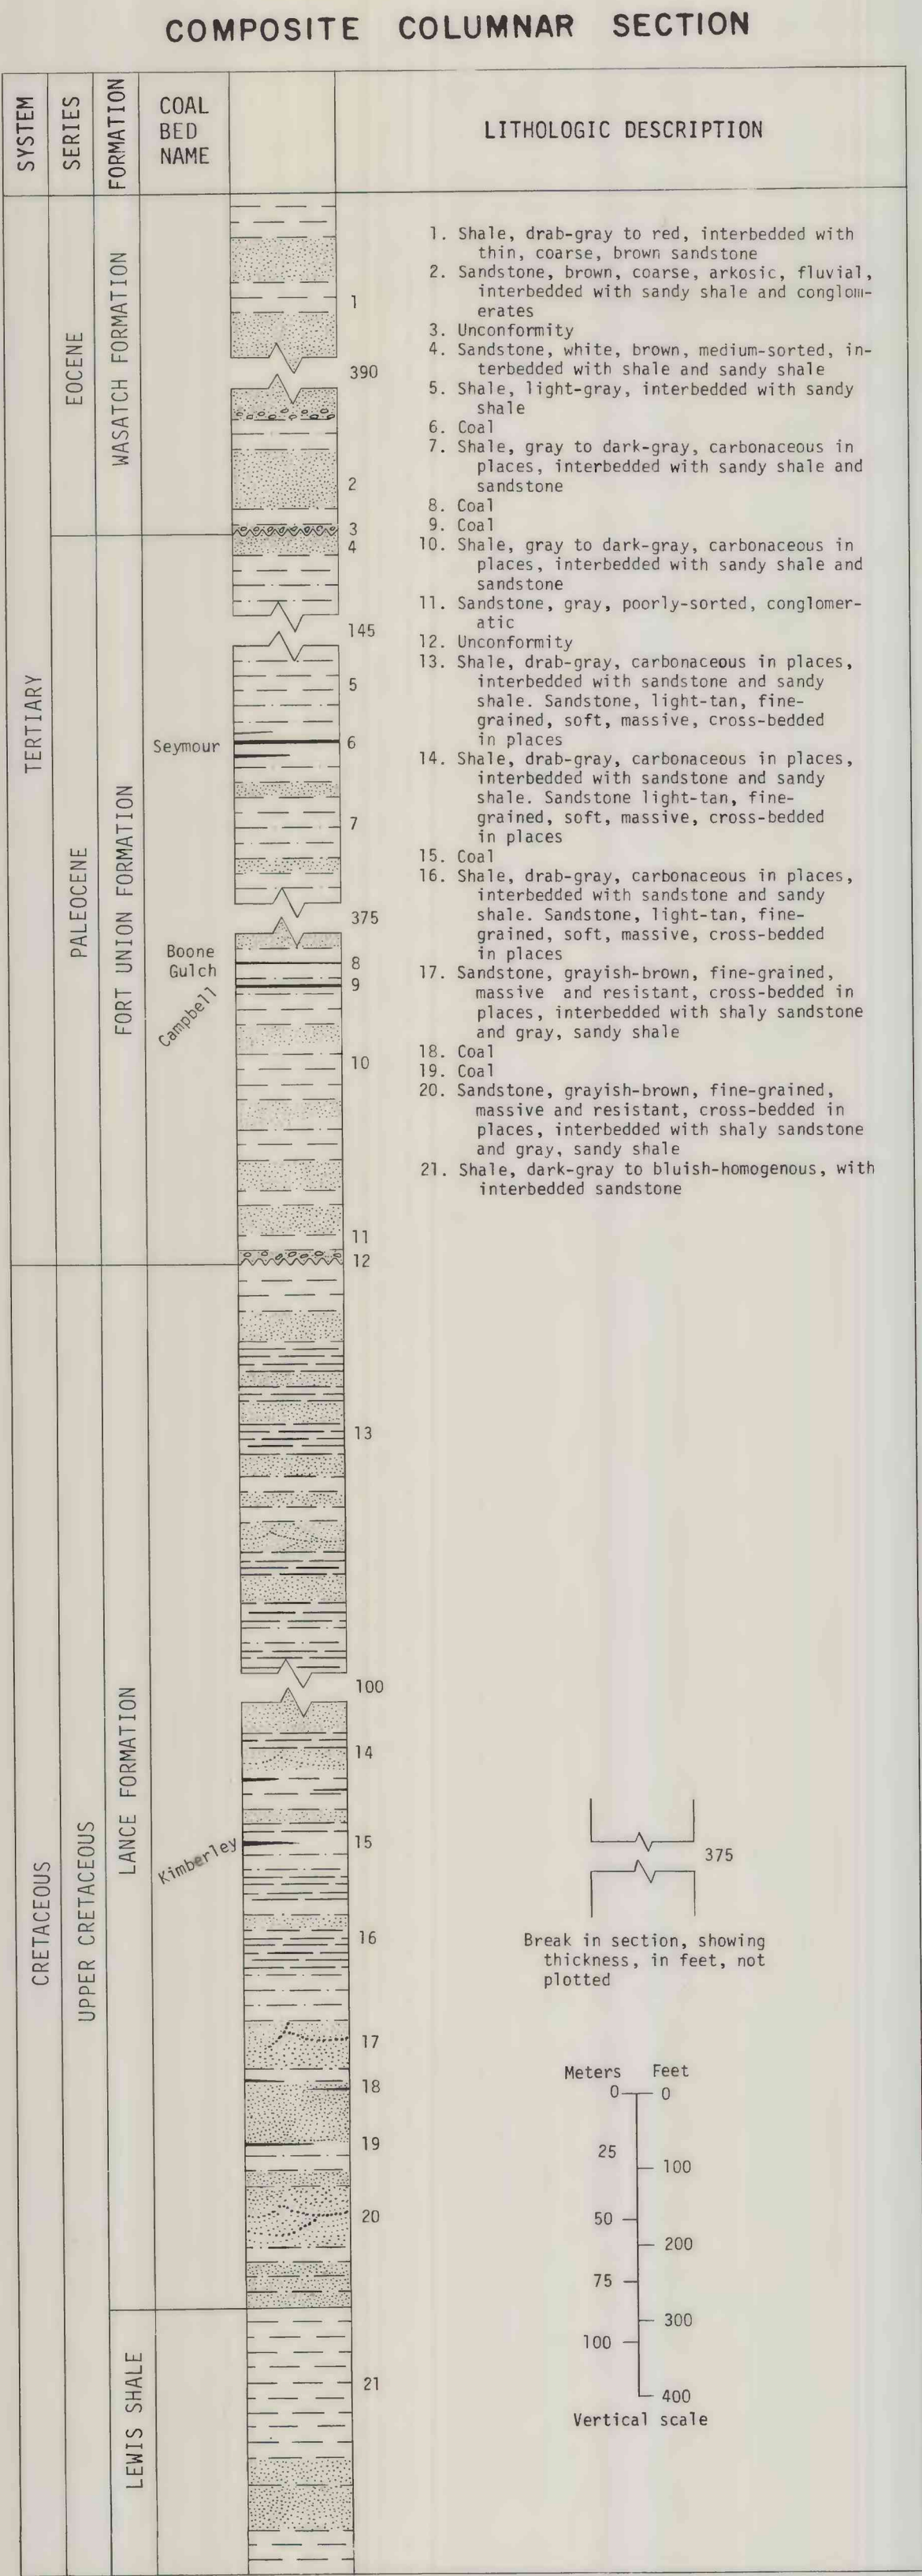 COMPOSITE COLUMNAR SECTION
SYSTEM
SERIES
FORMATION
COAL
BED
NAME
LITHOLOGIC DESCRIPTION
TERTIARY
CRETACEOUS
EOCENE
PALEOCENE
UPPER CRETACEOUS
WASATCH FORMATION
FORT UNION FORMATION
LANCE FORMATION
LEWIS SHALE
Seymour
Boone
Gulch
Campbell
Kimberley
1
390
2
3
4
145
5
6
7
375
8
9
10
11
12
13
100
14
15
16
17
18
19
20
21
1. Shale, drab-gray to red, interbedded with
thin, coarse, brown sandstone
2. Sandstone, brown, coarse, arkosic, fluvial,
interbedded with sandy shale and conglom-
erates
3. Unconformity
4. Sandstone, white, brown, medium-sorted, in-
terbedded with shale and sandy shale
5. Shale, light-gray, interbedded with sandy
shale
6. Coal
7. Shale, gray to dark-gray, carbonaceous in
places, interbedded with sandy shale and
sandstone
8. Coal
9. Coal
10. Shale, gray to dark-gray, carbonaceous in
places, interbedded with sandy shale and
sandstone
11. Sandstone, gray, poorly-sorted, conglomer-
atic
12. Unconformity
13. Shale, drab-gray, carbonaceous in places,
interbedded with sandstone and sandy
shale. Sandstone, light-tan, fine-
grained, soft, massive, cross-bedded
in places
14. Shale, drab-gray, carbonaceous in places,
interbedded with sandstone and sandy
shale. Sandstone light-tan, fine-
grained, soft, massive, cross-bedded
in places
15. Coal
16. Shale, drab-gray, carbonaceous in places,
interbedded with sandstone and sandy
shale. Sandstone, light-tan, fine-
grained, soft, massive, cross-bedded
in places
17. Sandstone, grayish-brown, fine-grained,
massive and resistant, cross-bedded in
places, interbedded with shaly sandstone
and gray, sandy shale
18. Coal
19. Coal
20. Sandstone, grayish-brown, fine-grained,
massive and resistant, cross-bedded in
places, interbedded with shaly sandstone
and gray, sandy shale
21. Shale, dark-gray to bluish-homogenous, with
interbedded sandstone
375
Break in section, showing
thickness, in feet, not
plotted
Meters Feet
0 0
25
100
50
200
75
300
100
400
Vertical scale